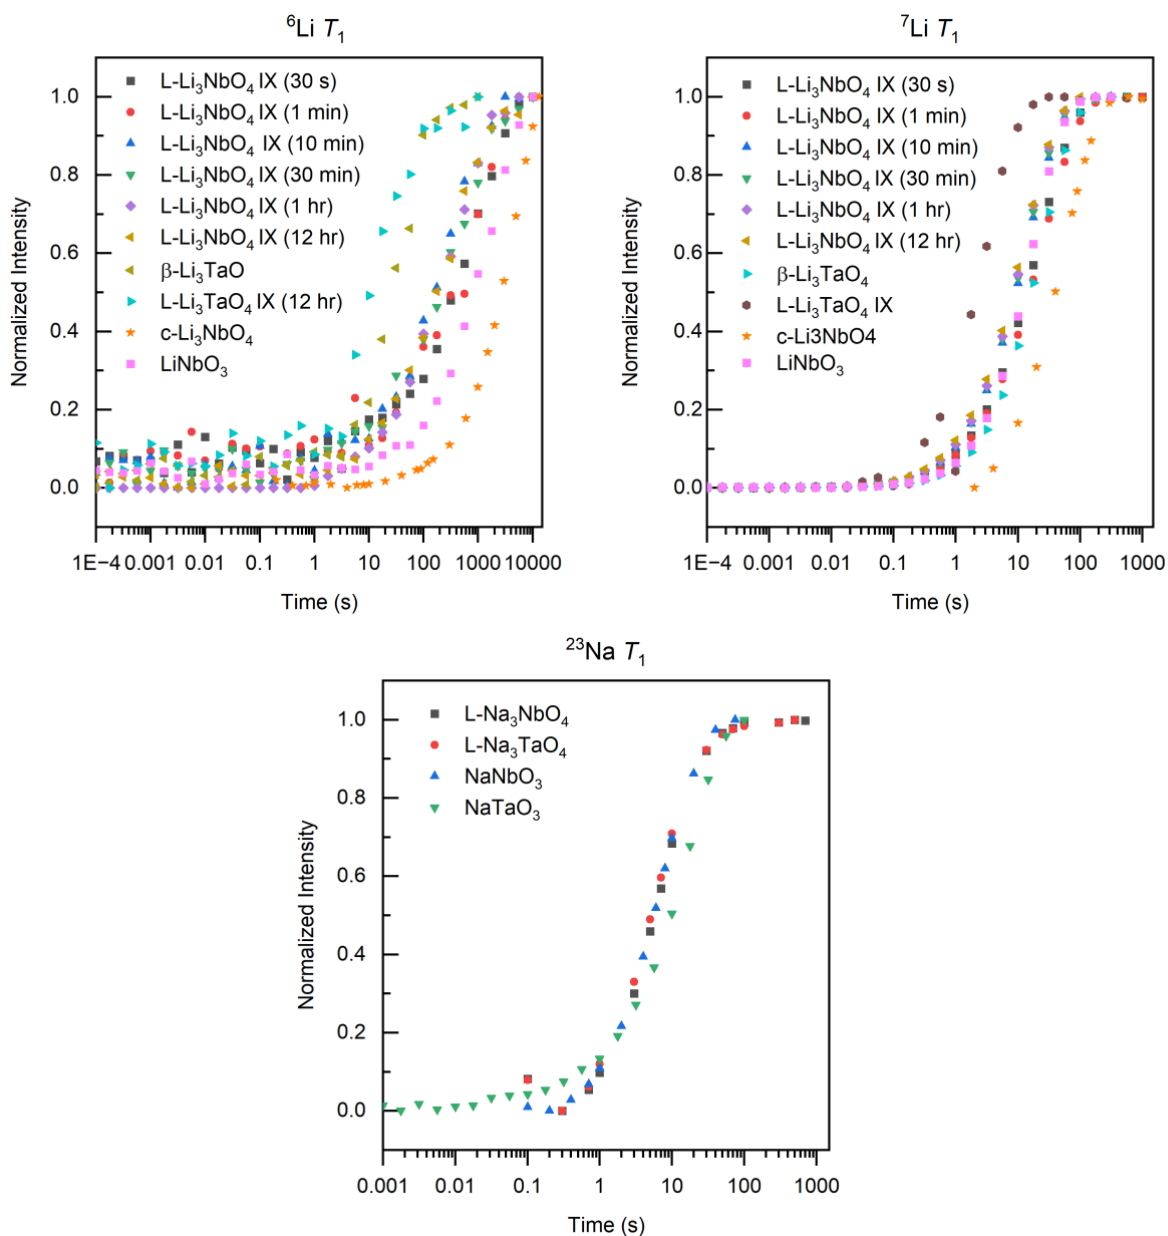 ⁶Li T₁
1.0
0.8
0.6
0.4
0.2
0.0
Normalized Intensity
L-Li₃NbO₄ IX (30 s)
L-Li₃NbO₄ IX (1 min)
L-Li₃NbO₄ IX (10 min)
L-Li₃NbO₄ IX (30 min)
L-Li₃NbO₄ IX (1 hr)
L-Li₃NbO₄ IX (12 hr)
β-Li₃TaO
L-Li₃TaO₄ IX (12 hr)
c-Li₃NbO₄
LiNbO₃
1E-4 0.001 0.01 0.1 1 10 100 1000 10000
Time (s)
⁷Li T₁
1.0
0.8
0.6
0.4
0.2
0.0
Normalized Intensity
L-Li₃NbO₄ IX (30 s)
L-Li₃NbO₄ IX (1 min)
L-Li₃NbO₄ IX (10 min)
L-Li₃NbO₄ IX (30 min)
L-Li₃NbO₄ IX (1 hr)
L-Li₃NbO₄ IX (12 hr)
β-Li₃TaO₄
L-Li₃TaO₄ IX
c-Li3NbO4
LiNbO₃
1E-4 0.001 0.01 0.1 1 10 100 1000
Time (s)
²³Na T₁
1.0
0.8
0.6
0.4
0.2
0.0
Normalized Intensity
L-Na₃NbO₄
L-Na₃TaO₄
NaNbO₃
NaTaO₃
0.001 0.01 0.1 1 10 100 1000
Time (s)